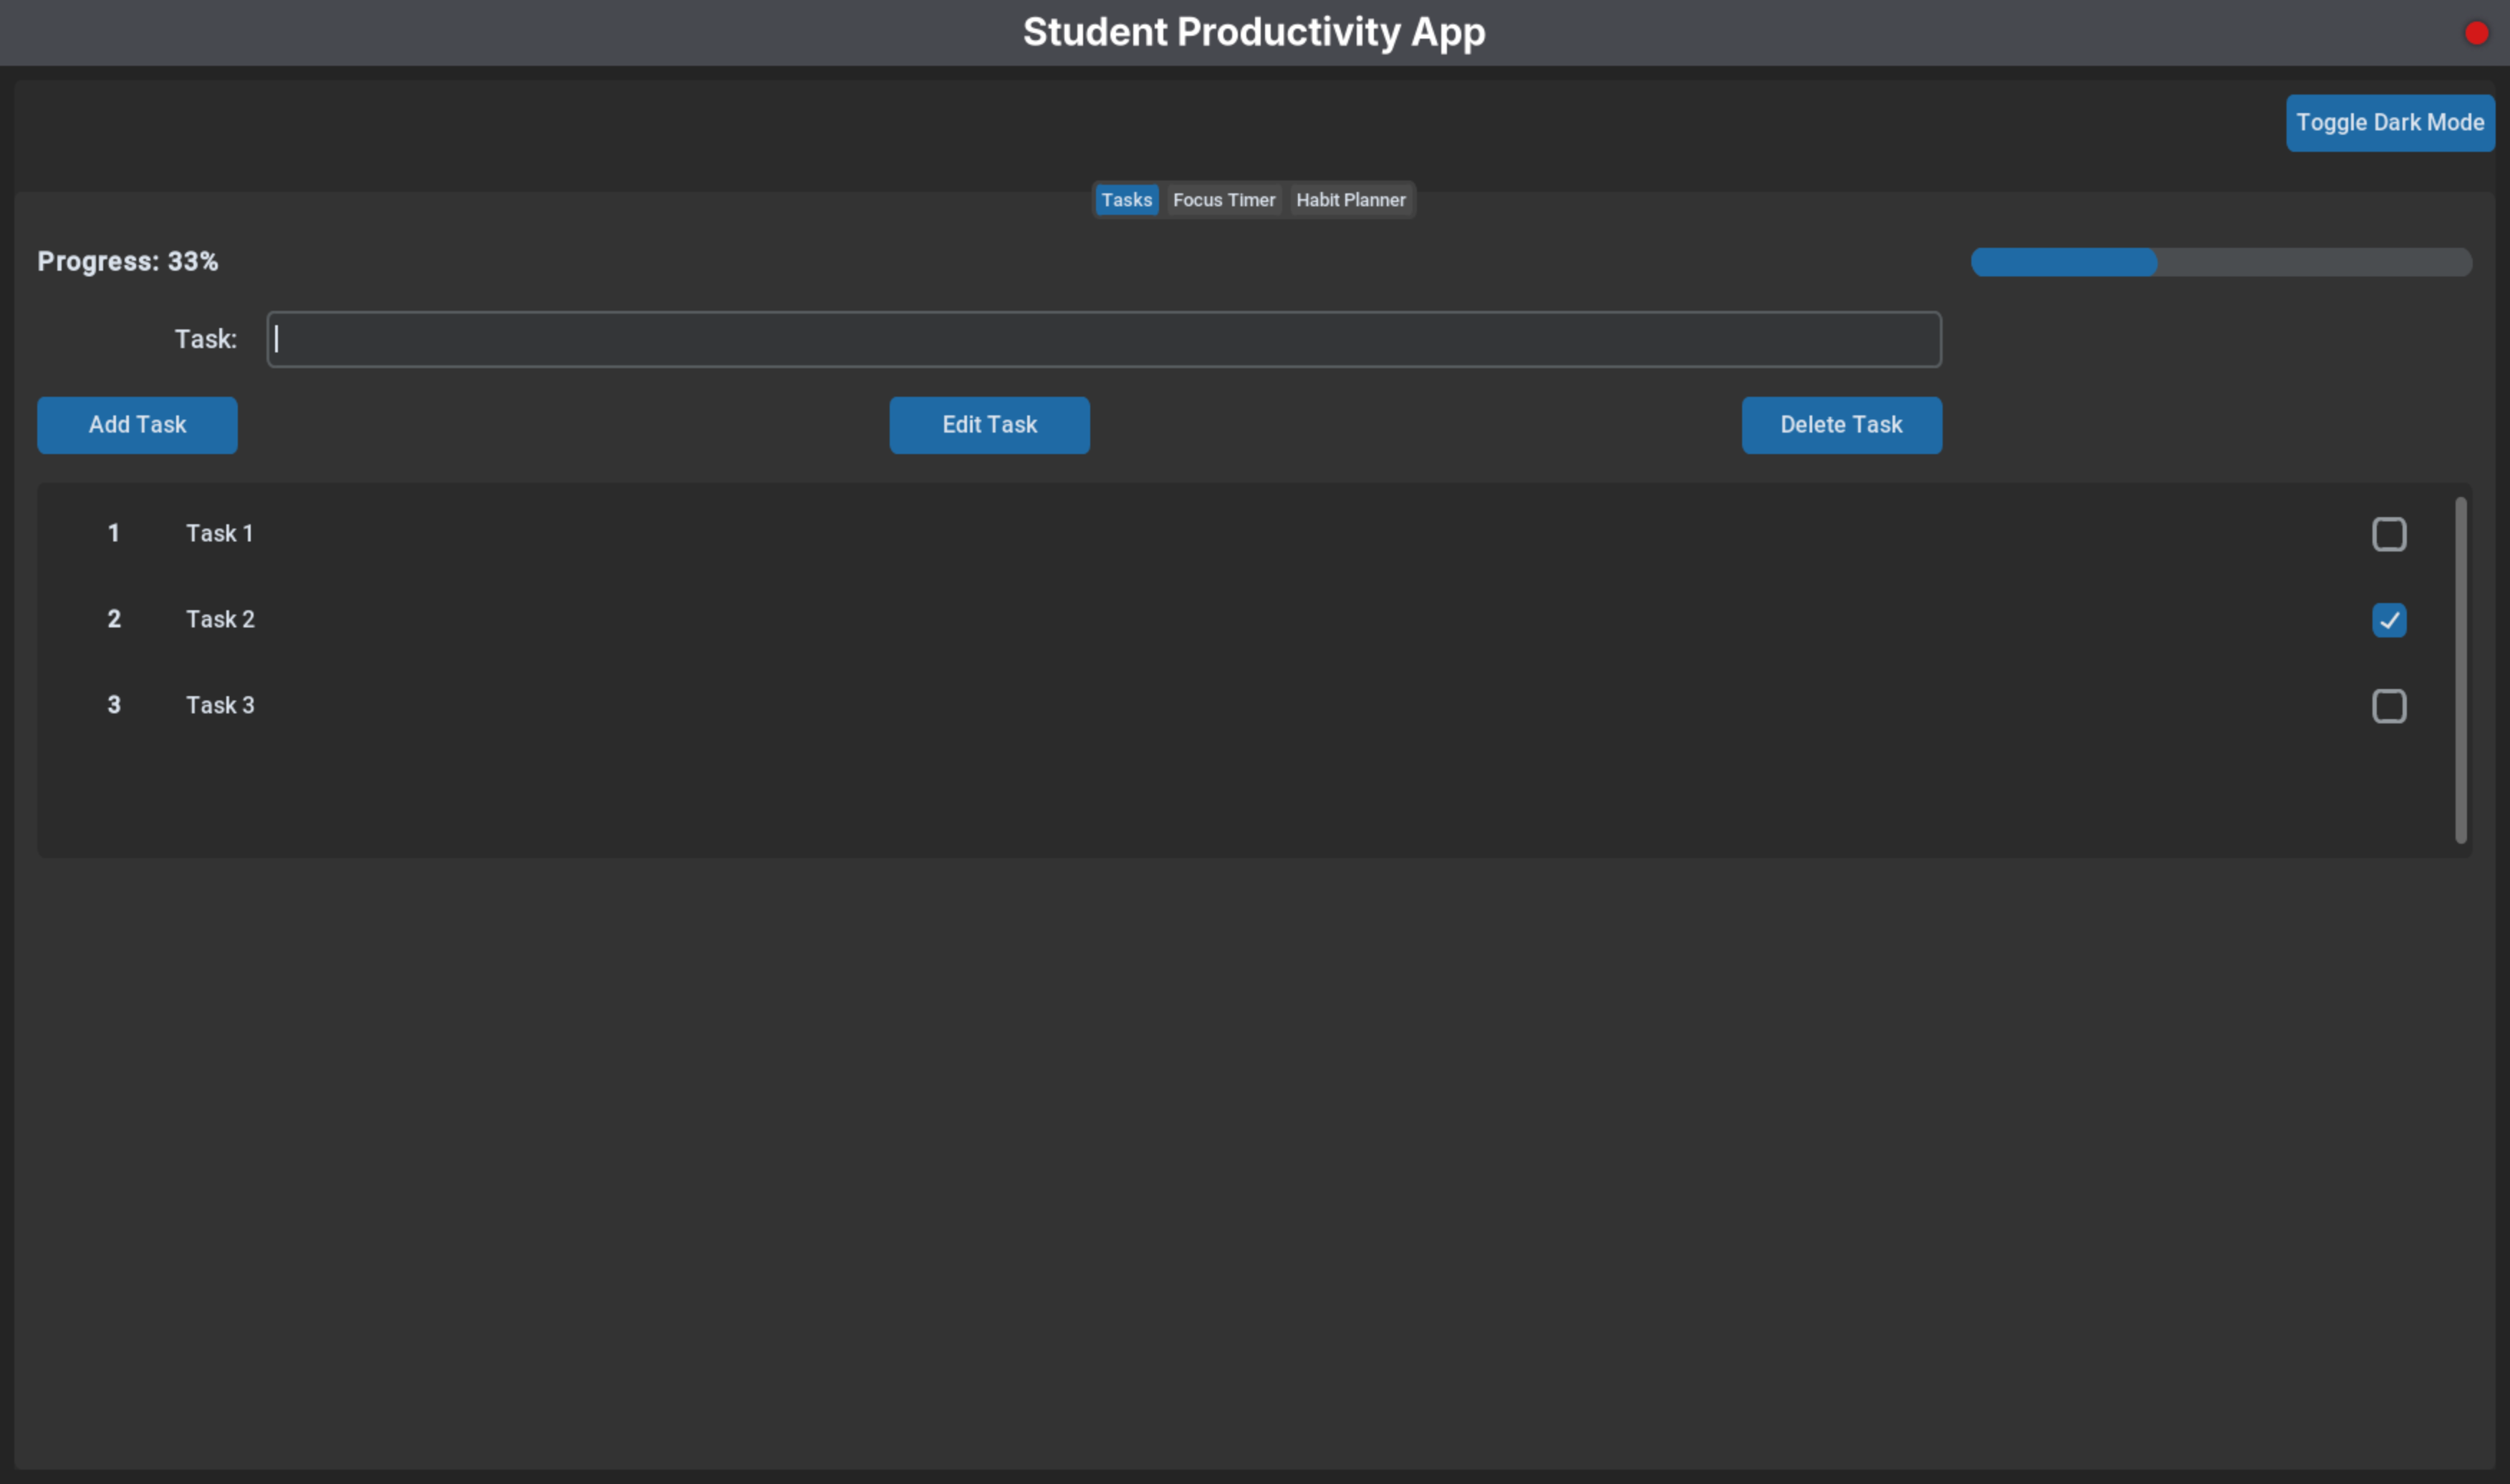 Student Productivity App
Toggle Dark Mode
Tasks Focus Timer Habit Planner
Progress: 33%
Task:
Add Task Edit Task Delete Task
1 Task 1
2 Task 2
3 Task 3